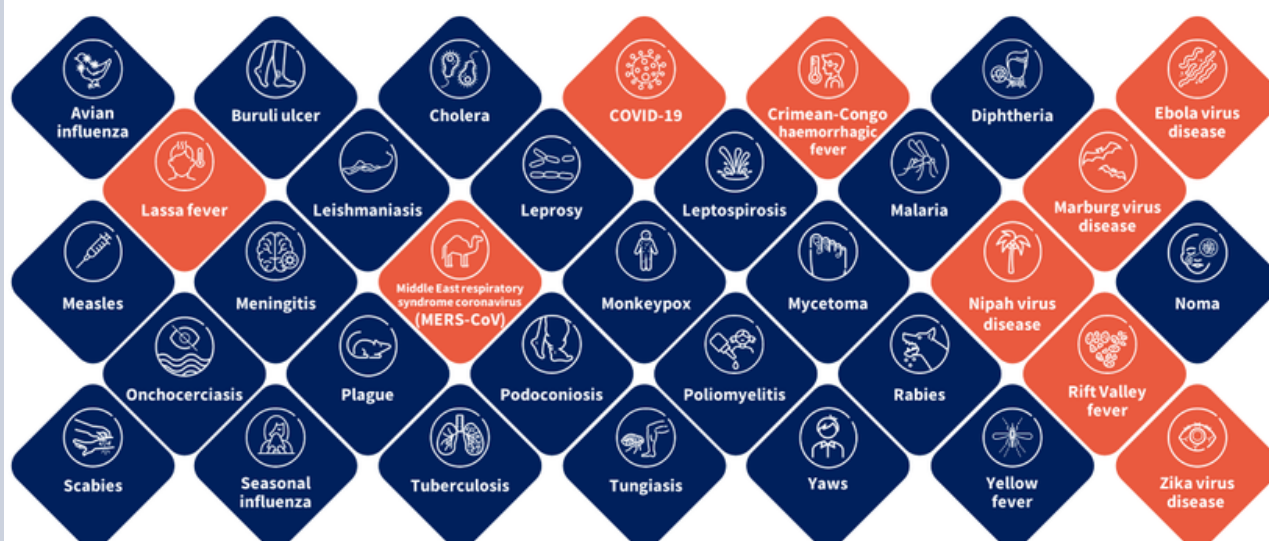 Avian
influenza
Buruli ulcer
Cholera
COVID-19
Crimean-Congo
haemorrhagic
fever
Diphtheria
Ebola virus
disease
Lassa fever
Leishmaniasis
Leprosy
Leptospirosis
Malaria
Marburg virus
disease
Measles
Meningitis
Middle East respiratory
syndrome coronavirus
(MERS-CoV)
Monkeypox
Mycetoma
Nipah virus
disease
Noma
Onchocerciasis
Plague
Podoconiosis
Poliomyelitis
Rabies
Rift Valley
fever
Scabies
Seasonal
influenza
Tuberculosis
Tungiasis
Yaws
Yellow
fever
Zika virus
disease